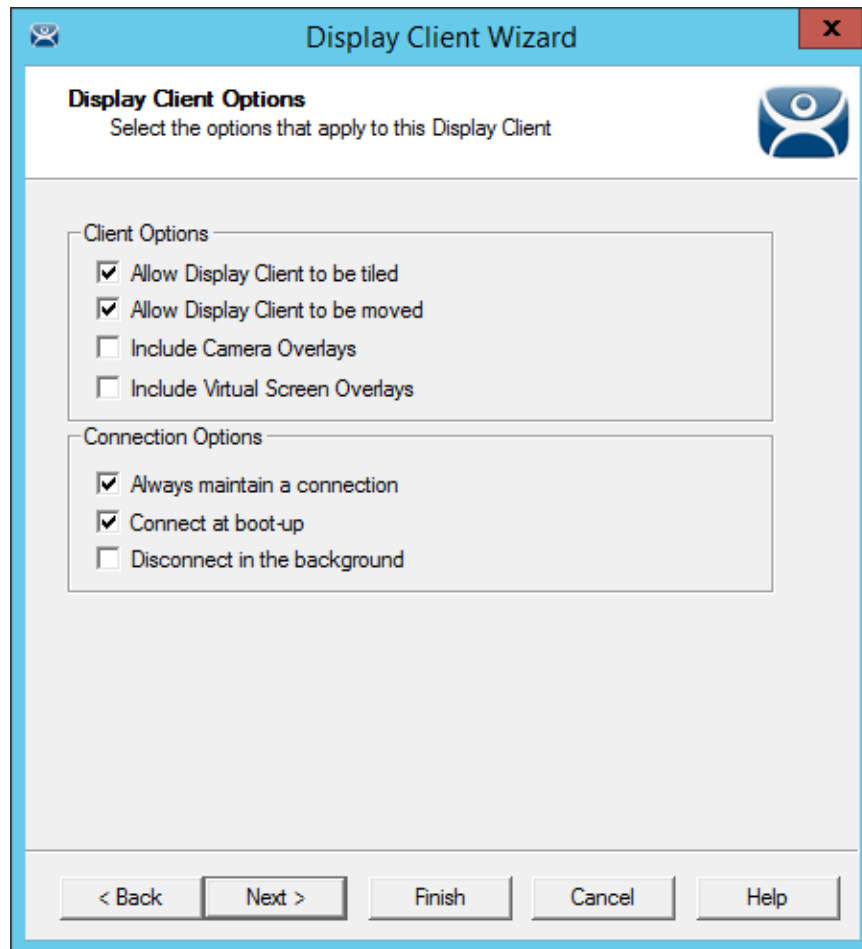 Display Client Wizard
x
Display Client Options
Select the options that apply to this Display Client
Client Options
Allow Display Client to be tiled
Allow Display Client to be moved
Include Camera Overlays
Include Virtual Screen Overlays
Connection Options
Always maintain a connection
Connect at boot-up
Disconnect in the background
< Back Next > Finish Cancel Help